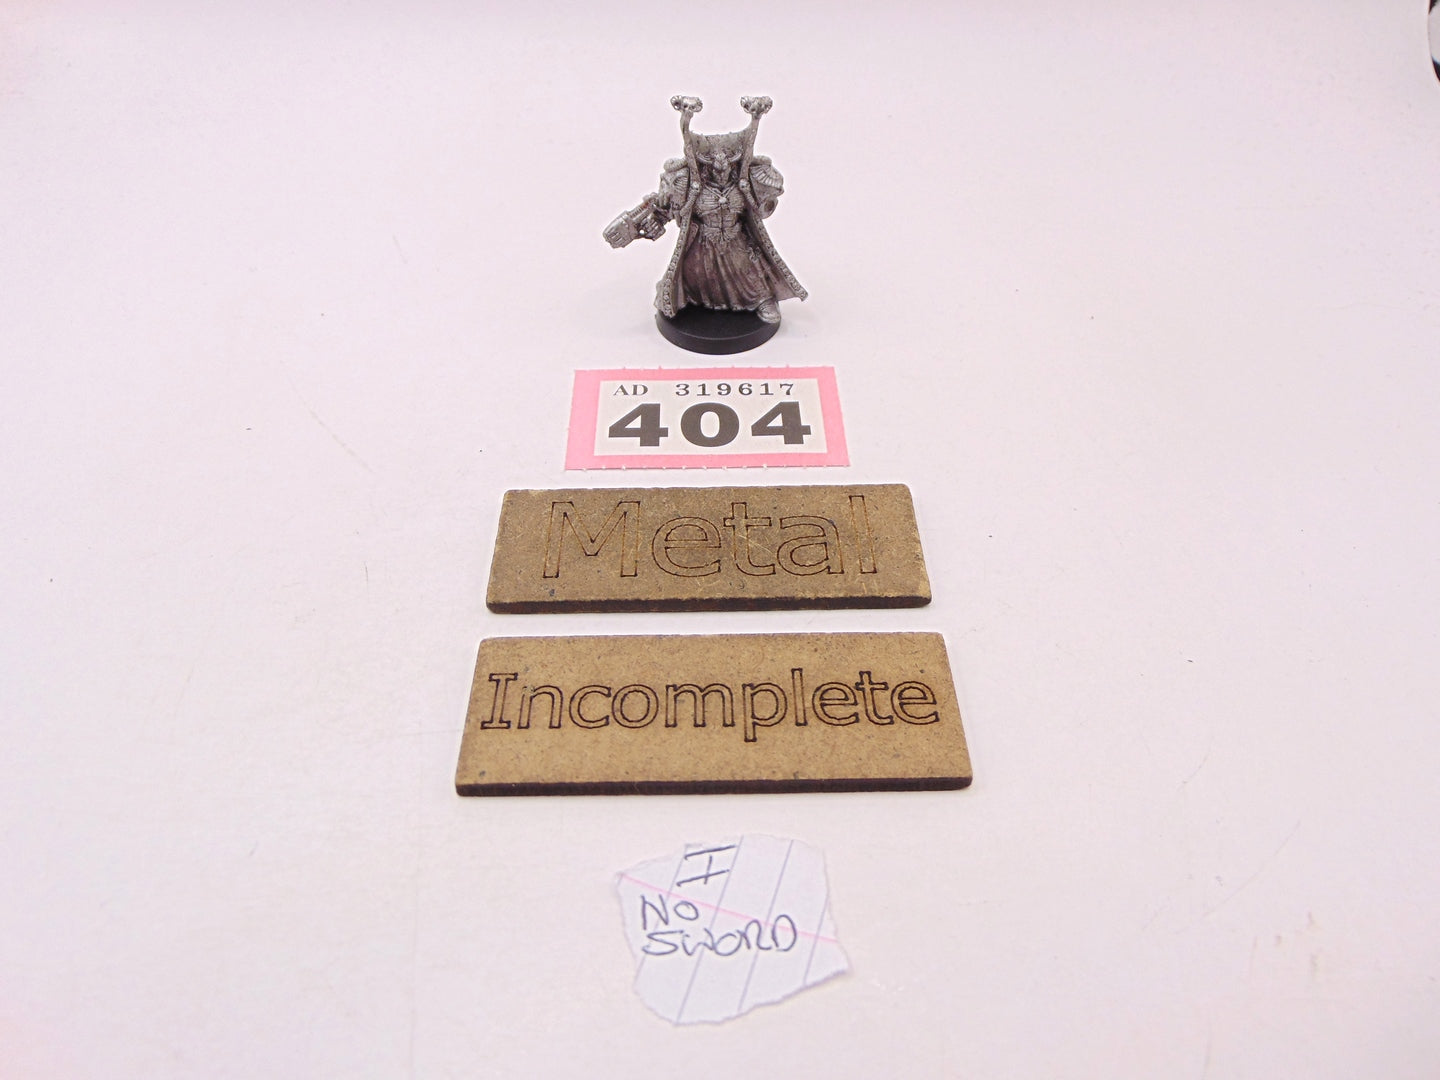 AD 319617
404
Metal
Incomplete
I
NO
SWORD